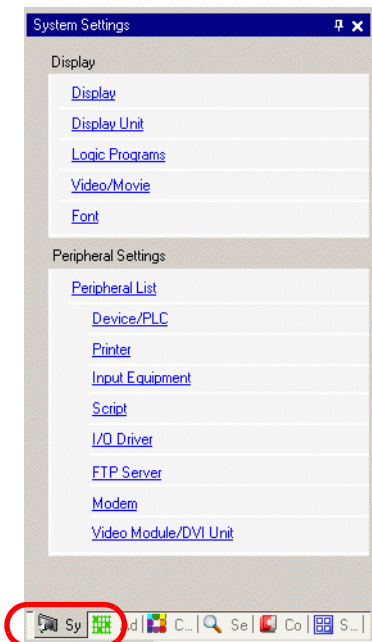 System Settings
Display
Display
Display Unit
Logic Programs
Video/Movie
Font
Peripheral Settings
Peripheral List
Device/PLC
Printer
Input Equipment
Script
I/O Driver
FTP Server
Modem
Video Module/DVI Unit
Sy d C... Se Co S...